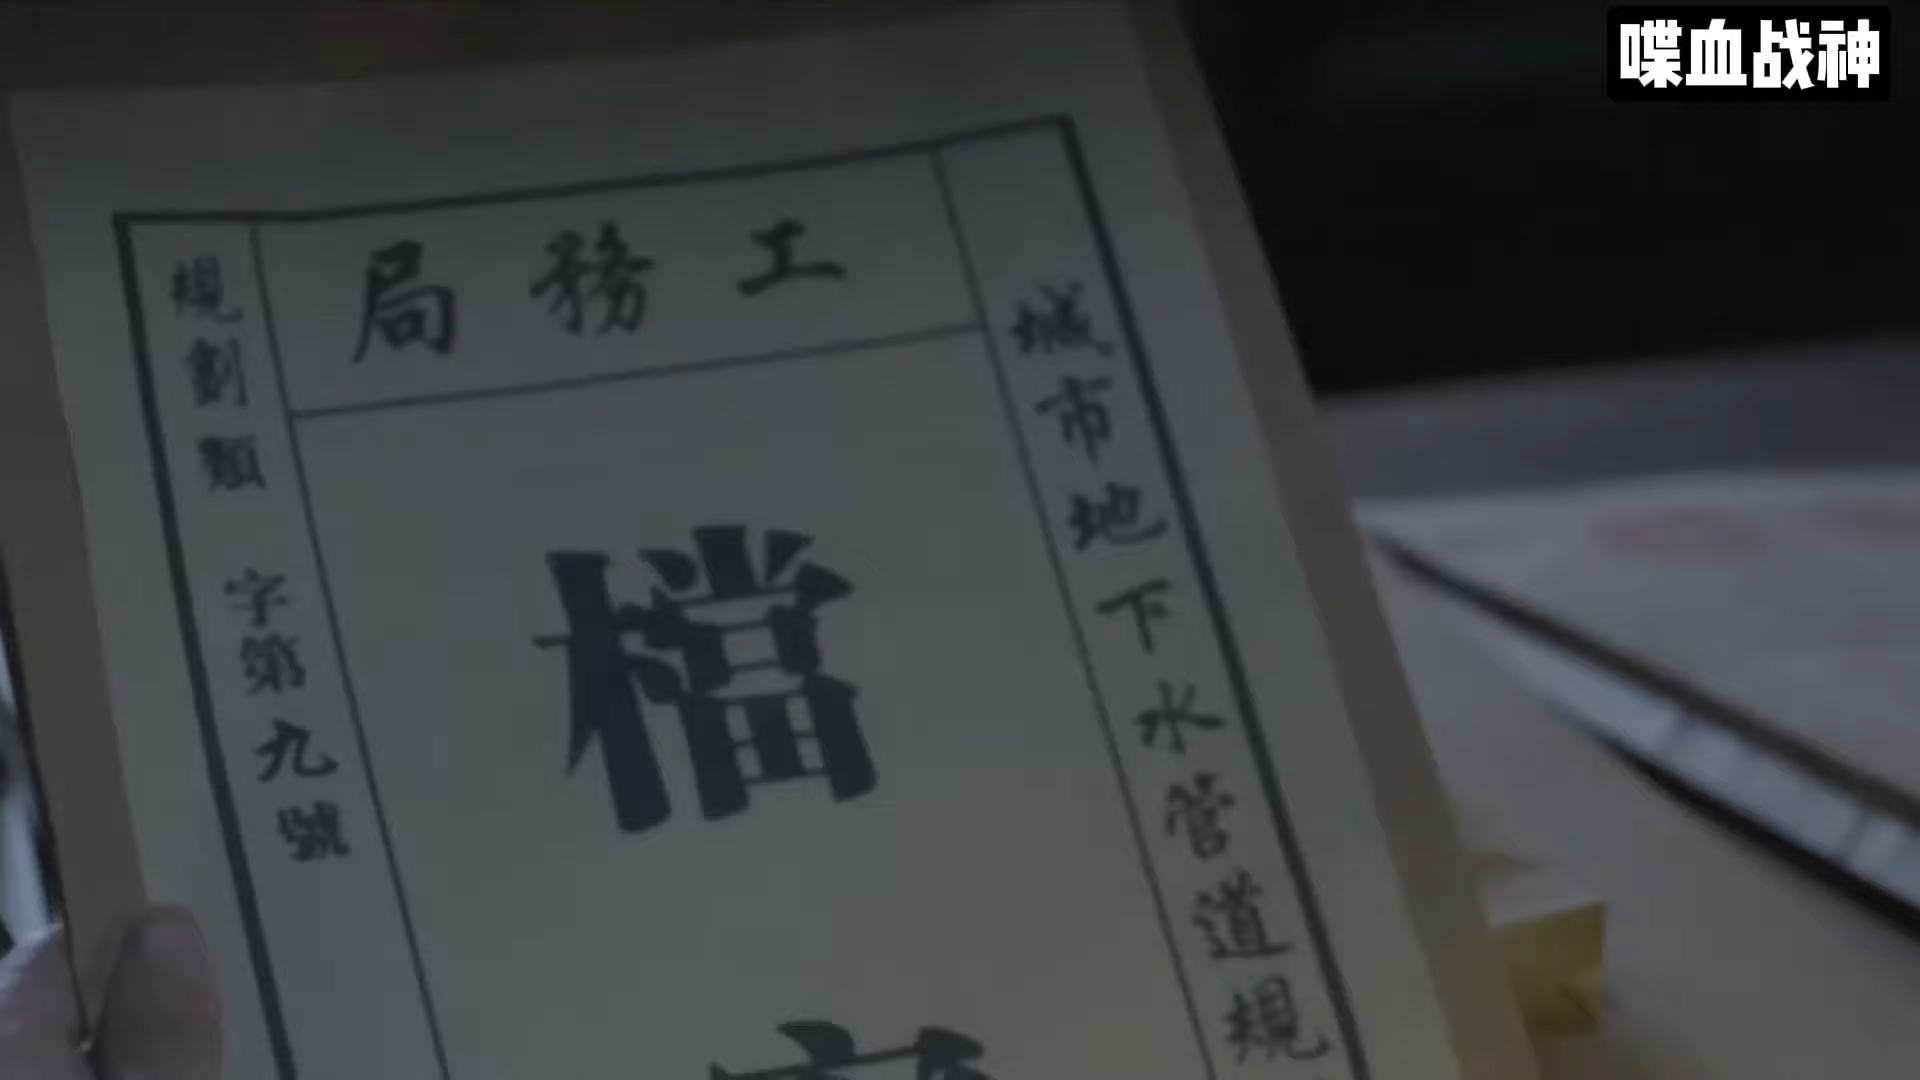 喋血战神
局務工
城市地下水管道規
檔
規劃類 字第九號